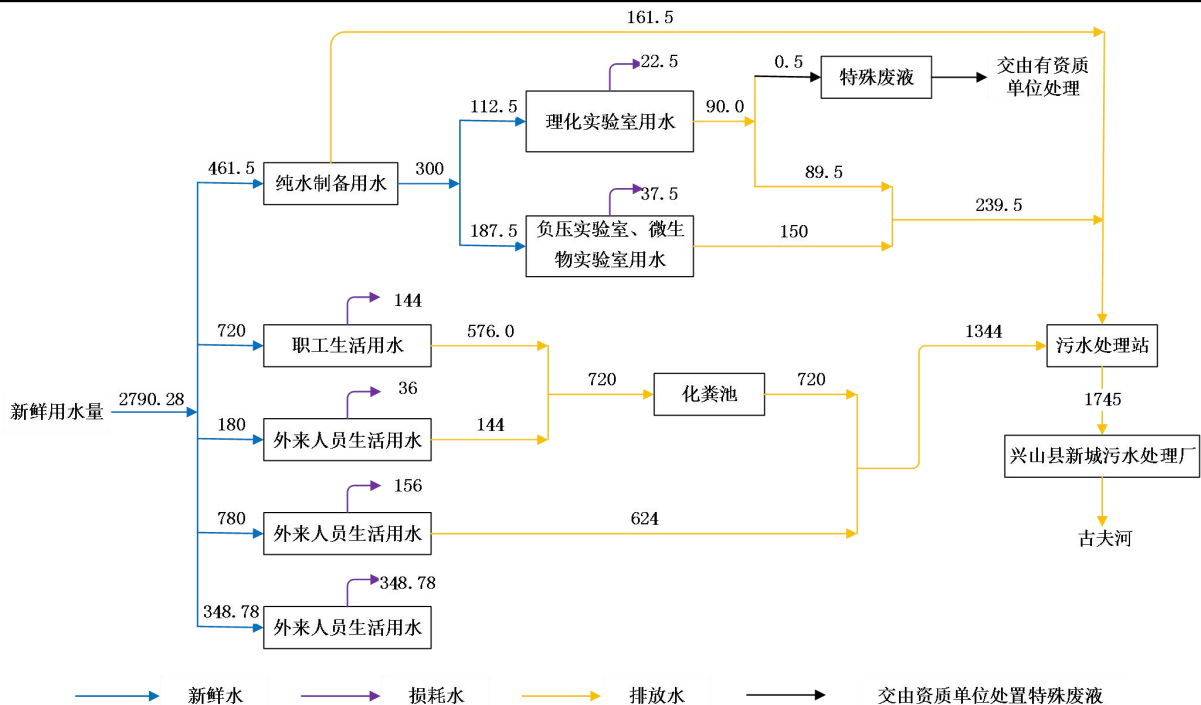 161.5
22.5
0.5
特殊废液
交由有资质
单位处理
112.5
理化实验室用水
90.0
461.5
纯水制备用水
300
89.5
37.5
239.5
187.5
负压实验室、微生
物实验室用水
150
144
720
职工生活用水
576.0
1344
污水处理站
新鲜用水量
2790.28
36
720
化粪池
720
1745
180
外来人员生活用水
144
兴山县新城污水处理厂
156
780
外来人员生活用水
624
古夫河
348.78
348.78
外来人员生活用水
新鲜水
损耗水
排放水
交由资质单位处置特殊废液